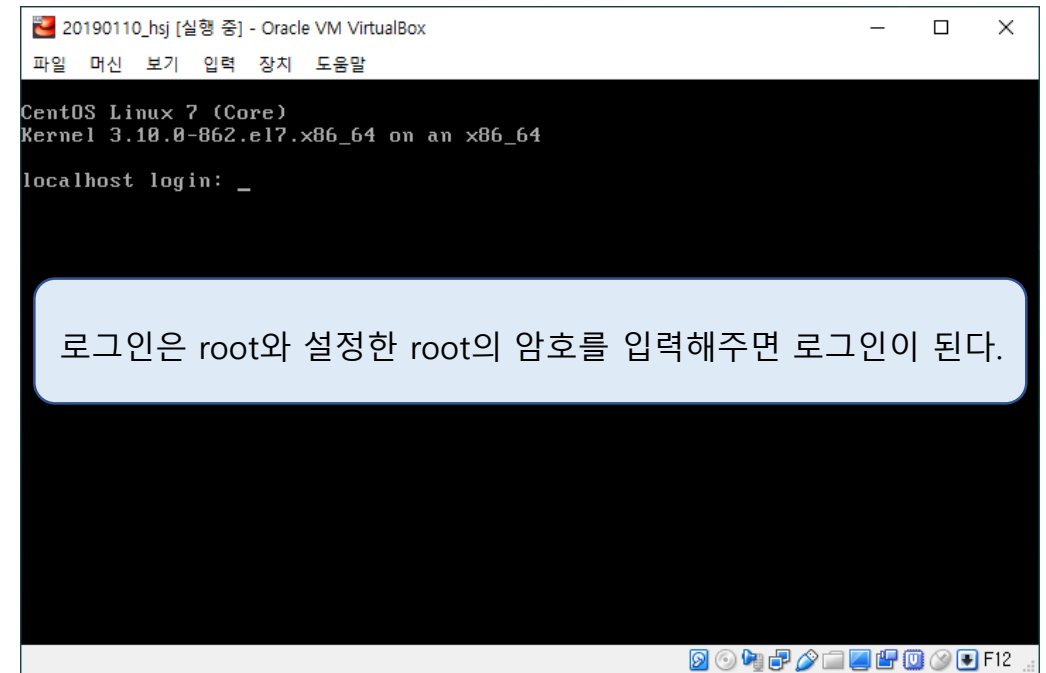 20190110_hsj [실행 중] - Oracle VM VirtualBox
파일 머신 보기 입력 장치 도움말
CentOS Linux 7 (Core)
Kernel 3.10.0-862.el7.x86_64 on an x86_64
localhost login: _
로그인은 root와 설정한 root의 암호를 입력해주면 로그인이 된다.
F12